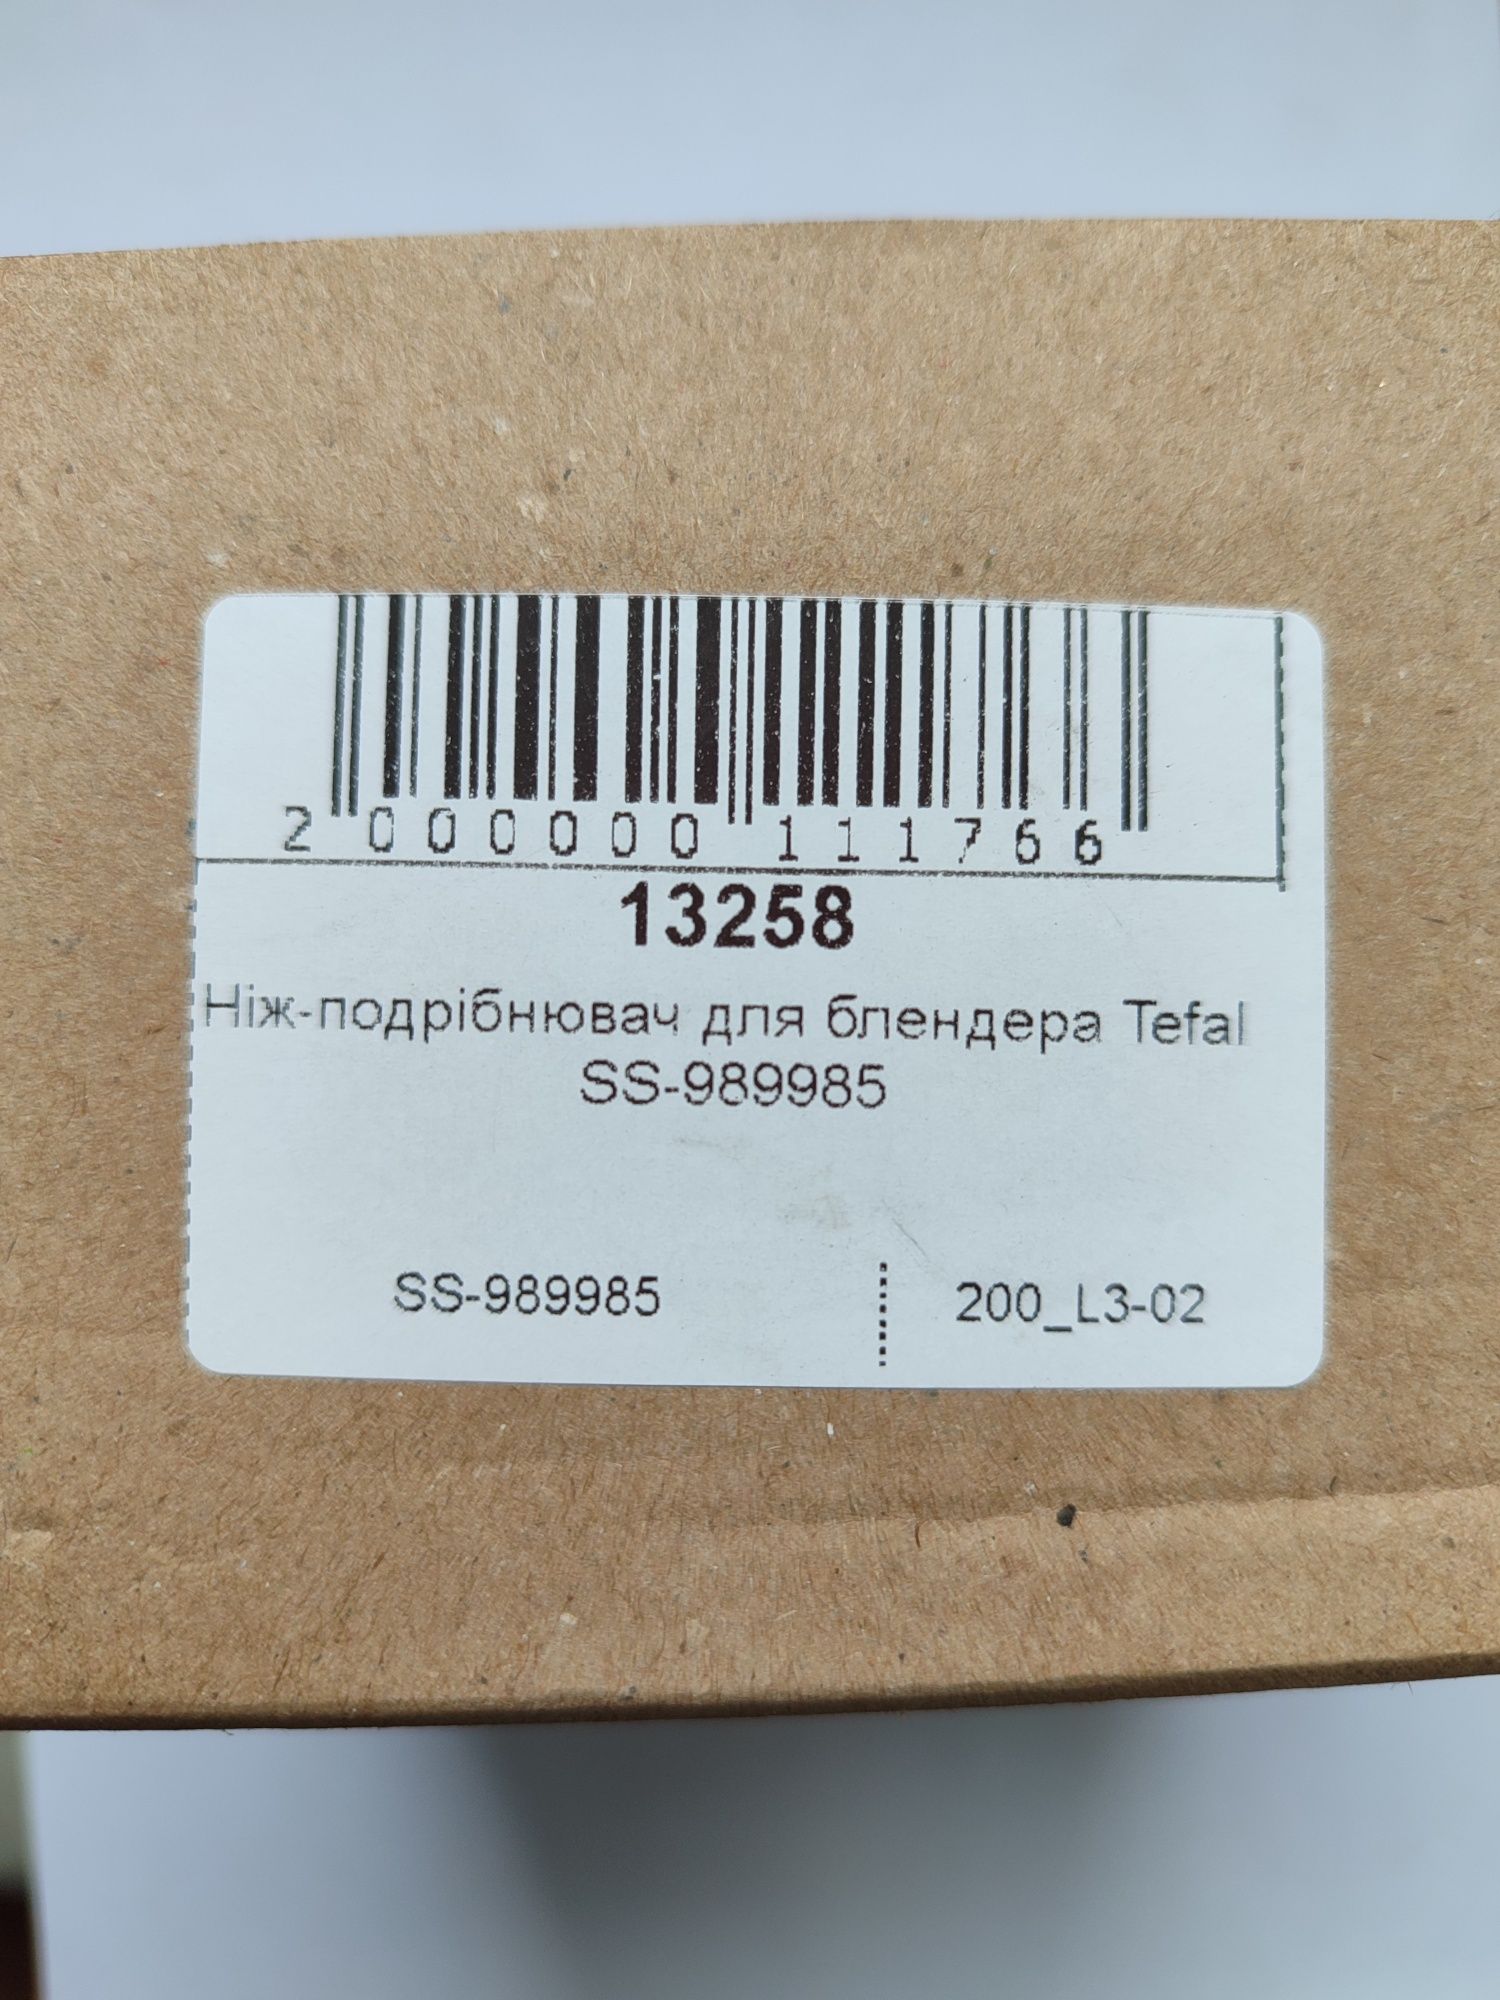 2 000000 111766
13258
Ніж-подрібнювач для блендера Tefal
SS-989985
SS-989985 200_L3-02